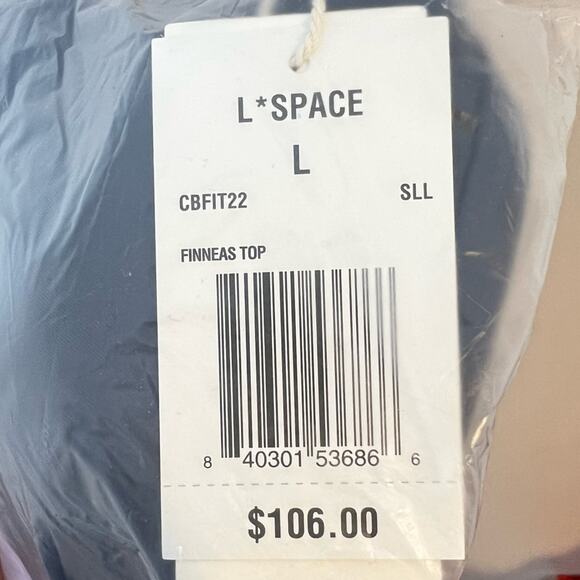 L*SPACE
L
CBFIT22 SLL
FINNEAS TOP
8 40301 53686 6
$106.00